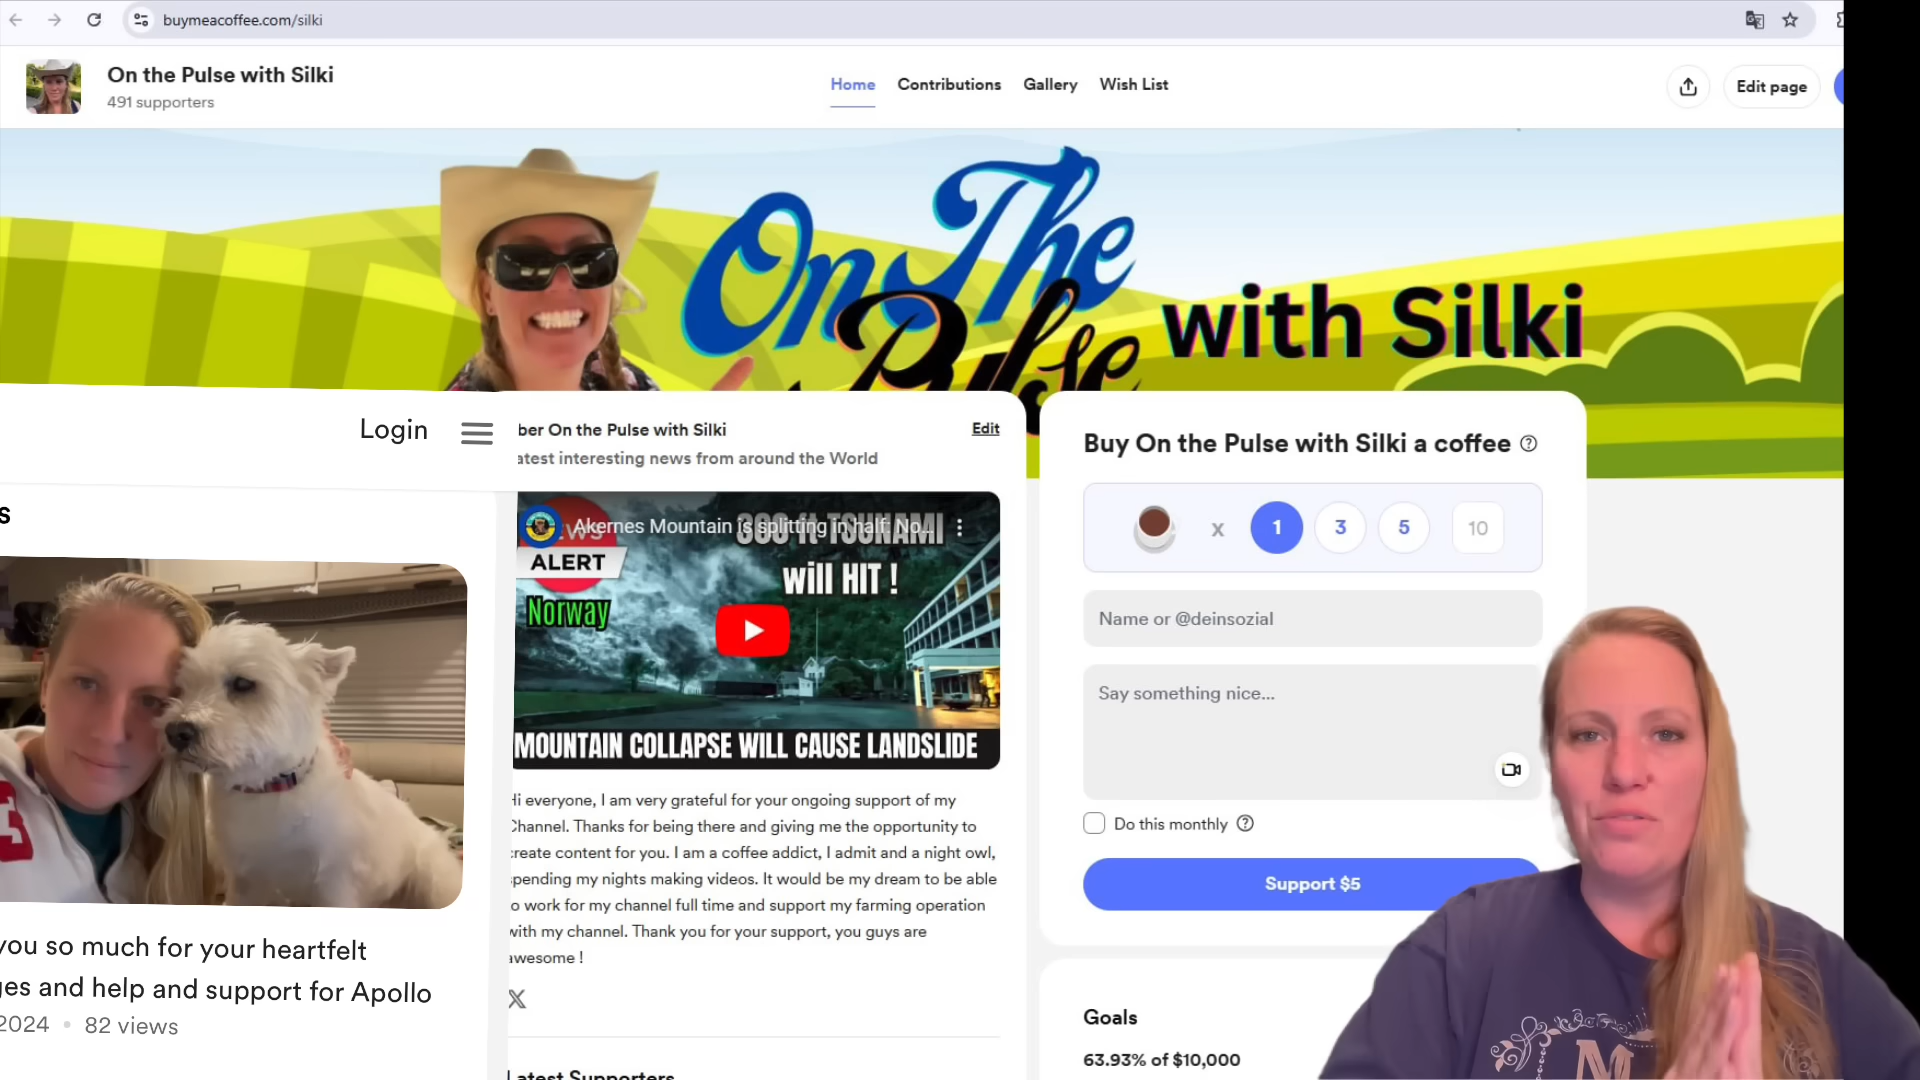 buymeacoffee.com/silki
On the Pulse with Silki
491 supporters
Home
Contributions
Gallery
Wish List
Edit page
On The
Pulse
with Silki
Login
ber On the Pulse with Silki
Edit
atest interesting news from around the World
s
Akernes Mountain is splitting in half: No...
300 ft TSUNAMI
ALERT
will HIT !
Norway
MOUNTAIN COLLAPSE WILL CAUSE LANDSLIDE
Hi everyone, I am very grateful for your ongoing support of my
Channel. Thanks for being there and giving me the opportunity to
create content for you. I am a coffee addict, I admit and a night owl,
spending my nights making videos. It would be my dream to be able
to work for my channel full time and support my farming operation
with my channel. Thank you for your support, you guys are
awesome !
Latest Supporters
you so much for your heartfelt
ges and help and support for Apollo
2024 • 82 views
Buy On the Pulse with Silki a coffee
x 1 3 5 10
Name or @deinsozial
Say something nice...
Do this monthly
Support $5
Goals
63.93% of $10,000
M